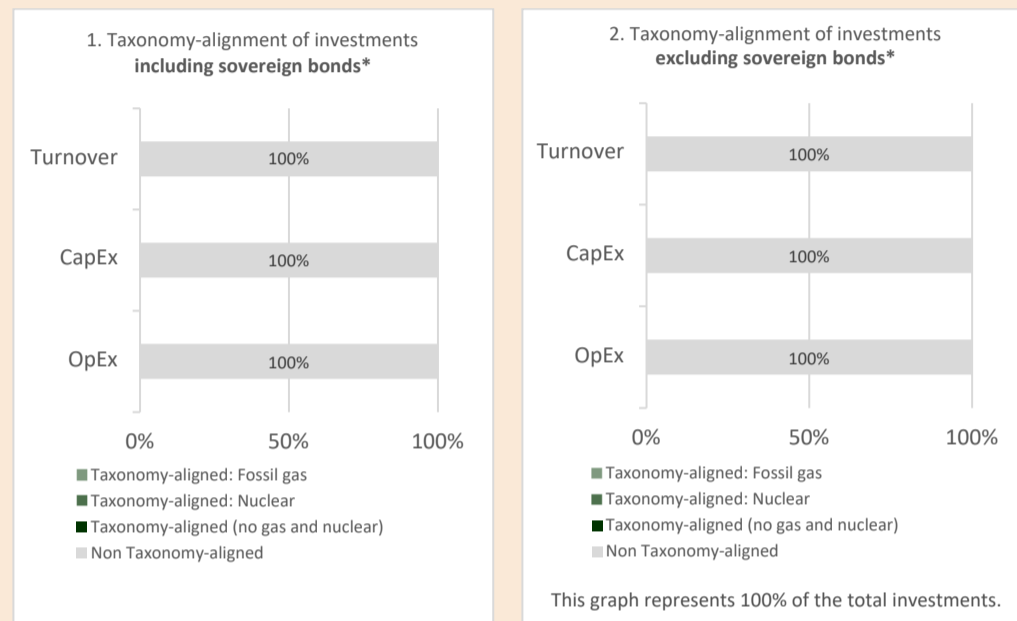 1. Taxonomy-alignment of investments
including sovereign bonds*
Turnover
100%
CapEx
100%
OpEx
100%
0% 50% 100%
Taxonomy-aligned: Fossil gas
Taxonomy-aligned: Nuclear
Taxonomy-aligned (no gas and nuclear)
Non Taxonomy-aligned
2. Taxonomy-alignment of investments
excluding sovereign bonds*
Turnover
100%
CapEx
100%
OpEx
100%
0% 50% 100%
Taxonomy-aligned: Fossil gas
Taxonomy-aligned: Nuclear
Taxonomy-aligned (no gas and nuclear)
Non Taxonomy-aligned
This graph represents 100% of the total investments.